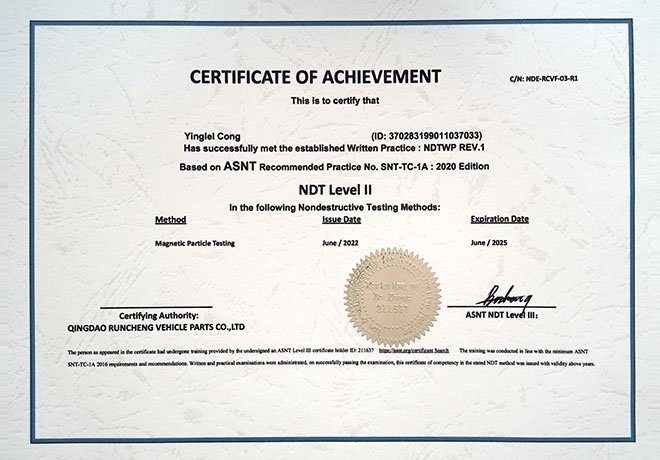 CERTIFICATE OF ACHIEVEMENT
C/N: NDE-RCVF-03-R1
This is to certify that
Yinglei Cong (ID: 370283199011037033)
Has successfully met the established Written Practice : NDTWP REV.1
Based on ASNT Recommended Practice No. SNT-TC-1A : 2020 Edition
NDT Level II
In the following Nondestructive Testing Methods:
Method Issue Date Expiration Date
Magnetic Particle Testing June / 2022 June / 2025
Certifying Authority:
QINGDAO RUNCHENG VEHICLE PARTS CO.,LTD
ASNT NDT Level III:
The person as appeared in the certificate had undergone training provided by the undersigned an ASNT Level III certificate holder ID: 211637 https://asnt.org/certificate Search The training was conducted in line with the minimum ASNT
SNT-TC-1A 2016 requirements and recommendations. Written and practical examinations were administrated, on successfully passing the examination, this certificate of competency in the stated NDT method was issued with validity above years.